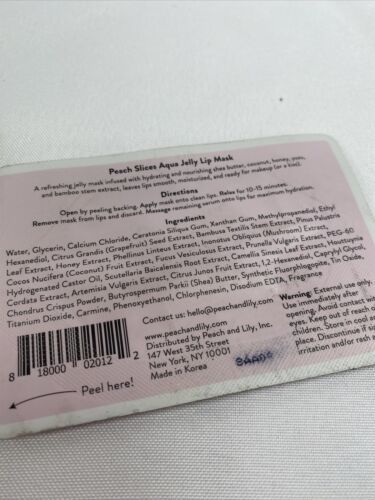 Peach Slices Aqua Jelly Lip Mask
A refreshing jelly mask infused with hydrating and nourishing shea butter, coconut, honey, yuzu,
and bamboo stem extract, leaves lips smooth, moisturized, and ready for makeup (or a kiss).
Directions
Open by peeling backing. Apply mask onto clean lips. Relax for 10-15 minutes.
Remove mask from lips and discard. Massage remaining serum onto lips for maximum hydration.
Ingredients
Water, Glycerin, Calcium Chloride, Ceratonia Siliqua Gum, Xanthan Gum, Methylpropanediol, Ethyl
Hexanediol, Citrus Grandis (Grapefruit) Seed Extract, Bambusa Textilis Stem Extract, Pinus Palustris
Leaf Extract, Honey Extract, Phellinus Linteus Extract, Inonotus Obliquus (Mushroom) Extract,
Cocos Nucifera (Coconut) Fruit Extract, Fucus Vesiculosus Extract, Prunella Vulgaris Extract, PEG-60
Hydrogenated Castor Oil, Scutellaria Baicalensis Root Extract, Camellia Sinesis Leaf Extract, Houttuynia
Cordata Extract, Artemisia Vulgaris Extract, Citrus Junos Fruit Extract, 1,2-Hexanediol, Caprylyl Glycol,
Chondrus Crispus Powder, Butyrospermum Parkii (Shea) Butter, Synthetic Fluorphlogopite, Tin Oxide,
Titanium Dioxide, Carmine, Phenoxyethanol, Chlorphenesin, Disodium EDTA, Fragrance
Contact us: hello@peachandlily.com
www.peachandlily.com
Distributed by Peach and Lily, Inc.
147 West 35th Street
New York, NY 10001
Made in Korea
Warning: External use only.
Use immediately after
opening. Avoid contact with
eyes. Keep out of reach o
children. Store in cool an
place. Discontinue if si
irritation and/or rash a
8 18000 02012 2
Peel here!